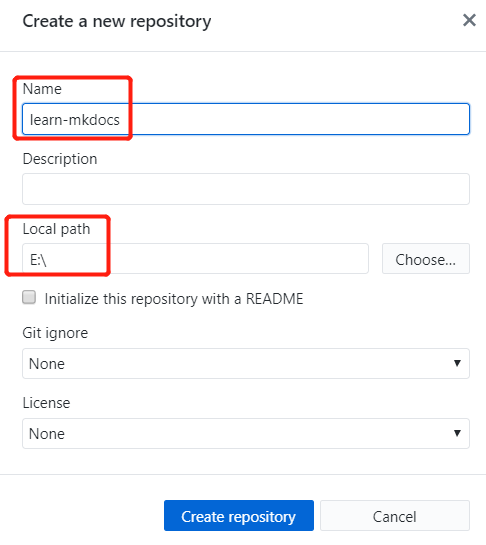 Create a new repository
Name
learn-mkdocs
Description
Local path
E:\
Choose...
Initialize this repository with a README
Git ignore
None
License
None
Create repository
Cancel